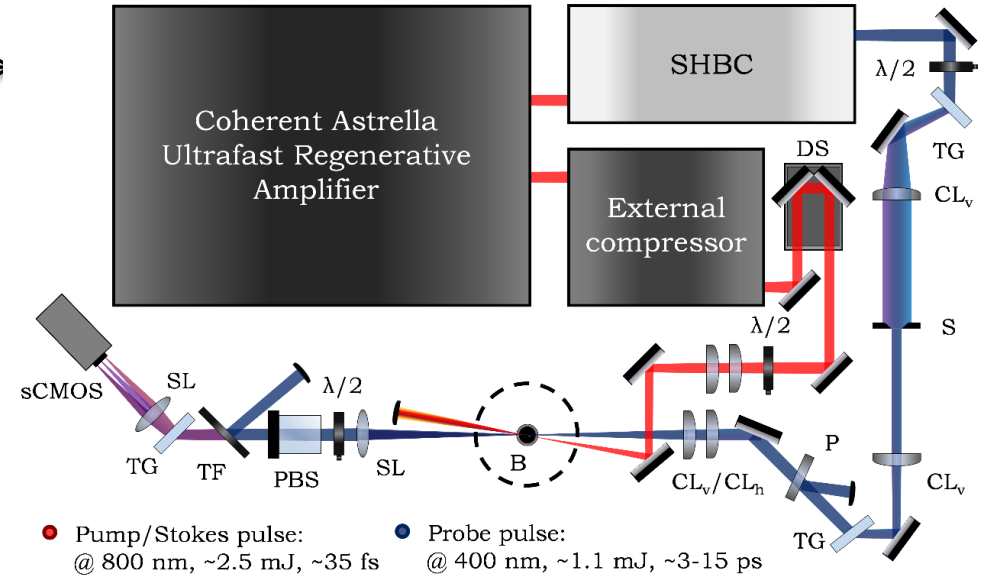 Coherent Astrella
Ultrafast Regenerative
Amplifier
SHBC
λ/2
TG
DS
CLᵥ
External
compressor
S
λ/2
sCMOS
SL
λ/2
TG
TF
PBS
SL
B
CLᵥ/CLₕ
P
CLᵥ
TG
Pump/Stokes pulse:
@ 800 nm, ~2.5 mJ, ~35 fs
Probe pulse:
@ 400 nm, ~1.1 mJ, ~3-15 ps